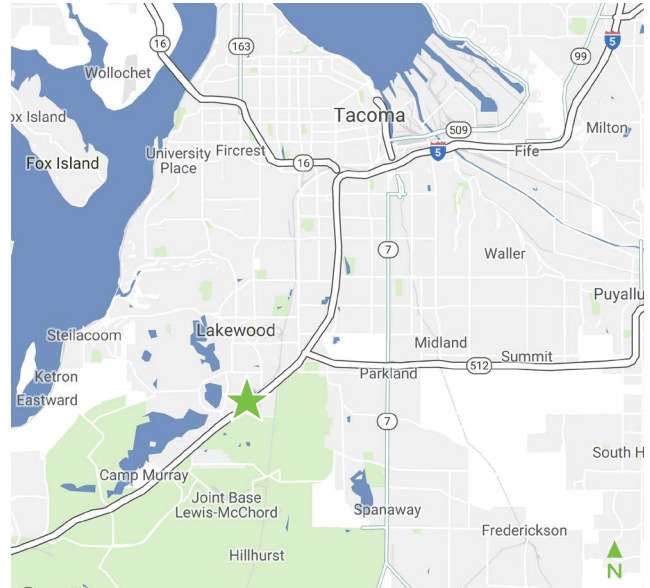 16
163
5
99
Wollochet
ox Island
Tacoma
509
Milton
Fox Island
University
Place
Fircrest
16
5
Fife
7
Waller
Puyallu
Steilacoom
Lakewood
Midland
Summit
512
Ketron
Parkland
Eastward
7
Camp Murray
South H
Joint Base
Lewis-McChord
Spanaway
Frederickson
Hillhurst
N